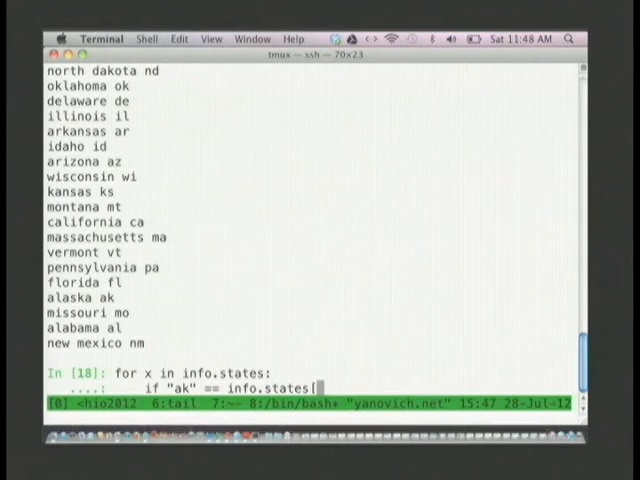 Terminal Shell Edit View Window Help Sat 11:48 AM
tmux — ssh — 70×23
north dakota nd
oklahoma ok
delaware de
illinois il
arkansas ar
idaho id
arizona az
wisconsin wi
kansas ks
montana mt
california ca
massachusetts ma
vermont vt
pennsylvania pa
florida fl
alaska ak
missouri mo
alabama al
new mexico nm
In [18]: for x in info.states:
....: if "ak" == info.states[
[0] <hio2012 6:tail 7:~- 8:/bin/bash* "yanovich.net" 15:47 28-Jul-12